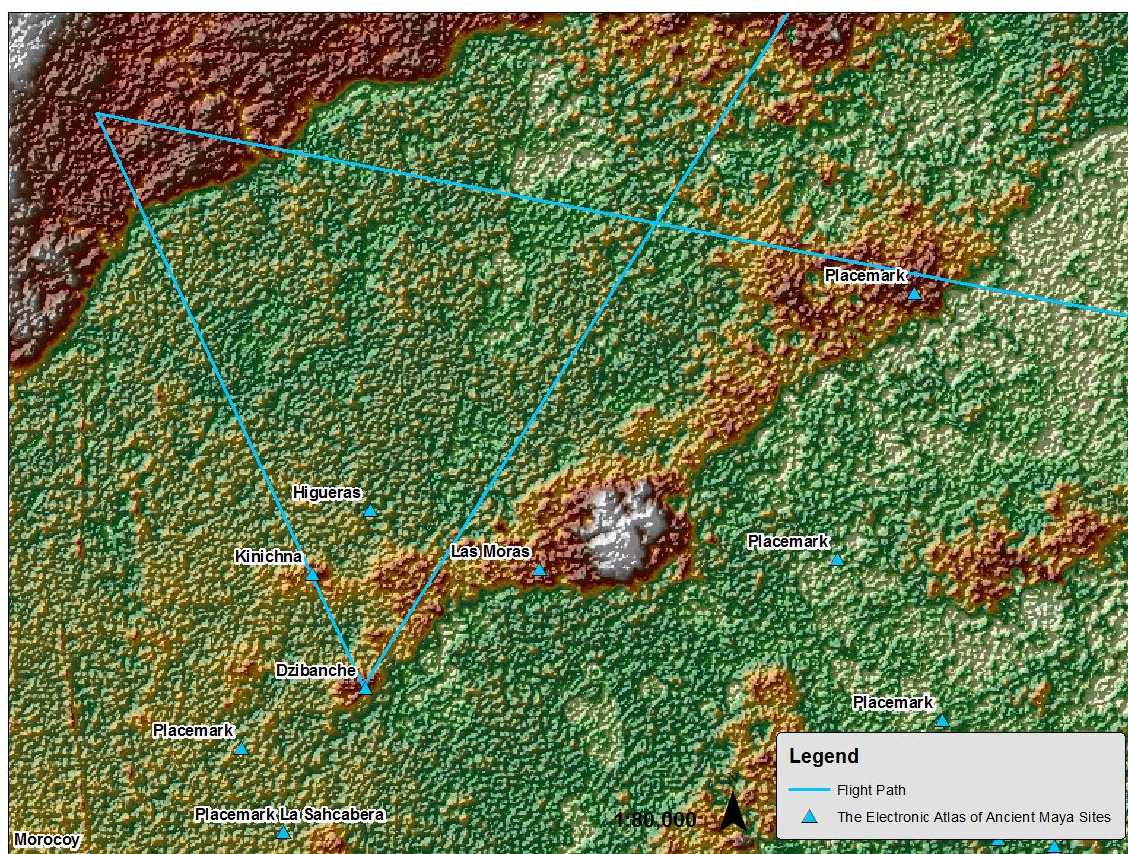 Placemark
Higueras
Kinichna
Las Moras
Placemark
Dzibanche
Placemark
Placemark
Placemark La Sahcabera
Morocoy
1:80,000
N
Legend
Flight Path
The Electronic Atlas of Ancient Maya Sites